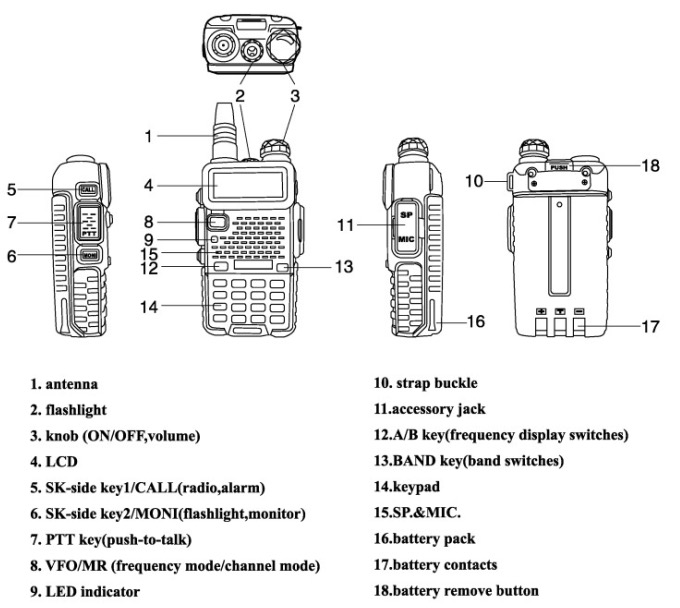 2
3
1
4
PUSH
18
5
CALL
10
7
PTT
8
SP
11
MIC
9
15
6
MON
12
13
14
16
17
1. antenna
2. flashlight
3. knob (ON/OFF,volume)
4. LCD
5. SK-side key1/CALL(radio,alarm)
6. SK-side key2/MONI(flashlight,monitor)
7. PTT key(push-to-talk)
8. VFO/MR (frequency mode/channel mode)
9. LED indicator
10. strap buckle
11.accessory jack
12.A/B key(frequency display switches)
13.BAND key(band switches)
14.keypad
15.SP.&MIC.
16.battery pack
17.battery contacts
18.battery remove button